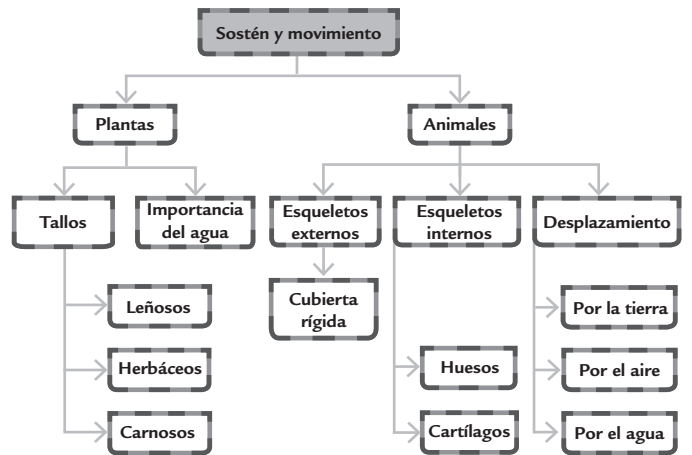 Sostén y movimiento
Plantas
Animales
Tallos
Importancia
del agua
Esqueletos
externos
Esqueletos
internos
Desplazamiento
Leñosos
Herbáceos
Carnosos
Cubierta
rígida
Huesos
Cartílagos
Por la tierra
Por el aire
Por el agua